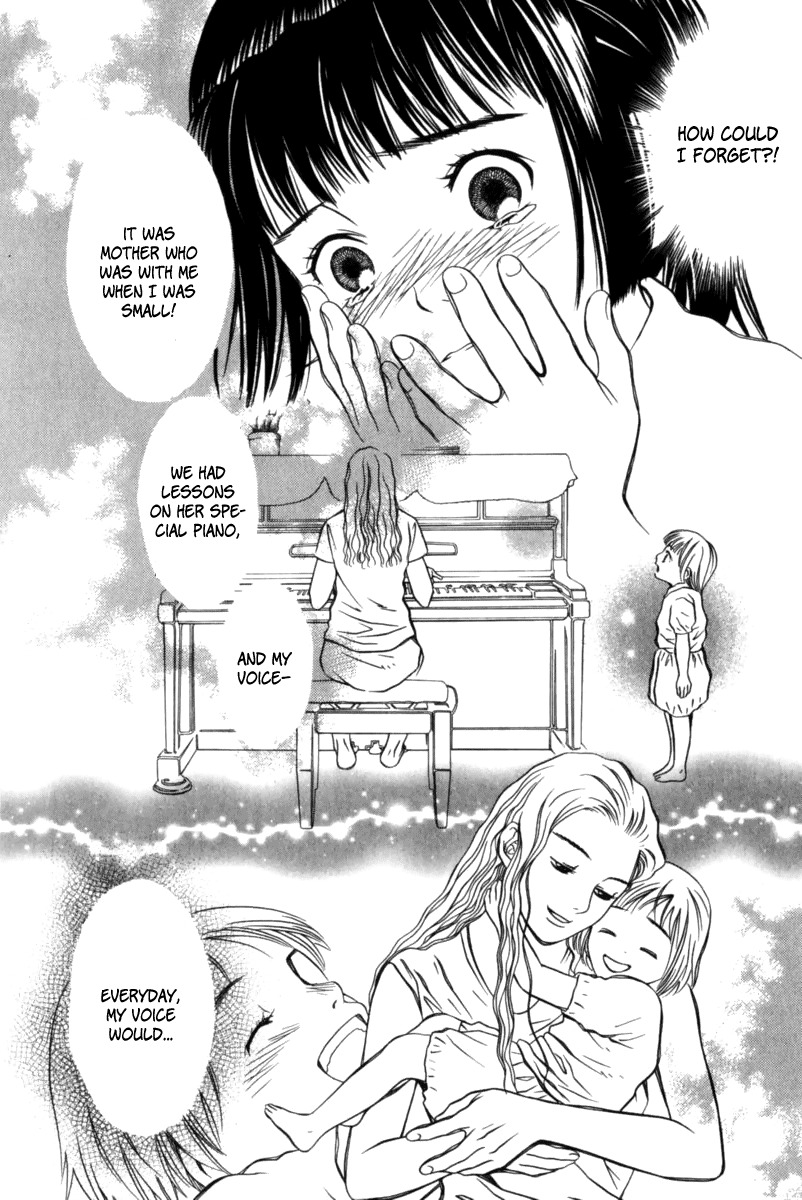 HOW COULD
I FORGET?!
IT WAS
MOTHER WHO
WAS WITH ME
WHEN I WAS
SMALL!
WE HAD
LESSONS
ON HER SPE-
CIAL PIANO,
AND MY
VOICE-
EVERYDAY,
MY VOICE
WOULD...